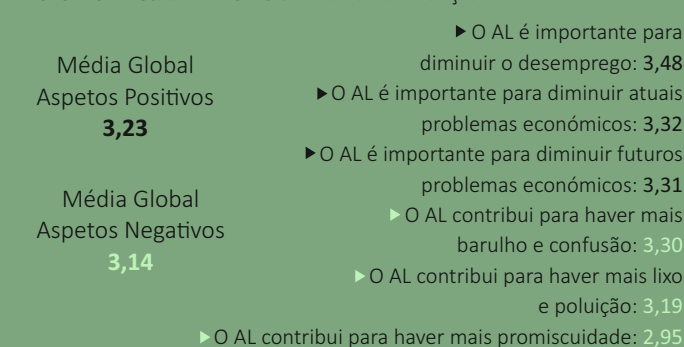 Média Global
Aspetos Positivos
3,23
Média Global
Aspetos Negativos
3,14
▶ O AL é importante para
diminuir o desemprego: 3,48
▶ O AL é importante para diminuir atuais
problemas económicos: 3,32
▶ O AL é importante para diminuir futuros
problemas económicos: 3,31
▶ O AL contribui para haver mais
barulho e confusão: 3,30
▶ O AL contribui para haver mais lixo
e poluição: 3,19
▶ O AL contribui para haver mais promiscuidade: 2,95